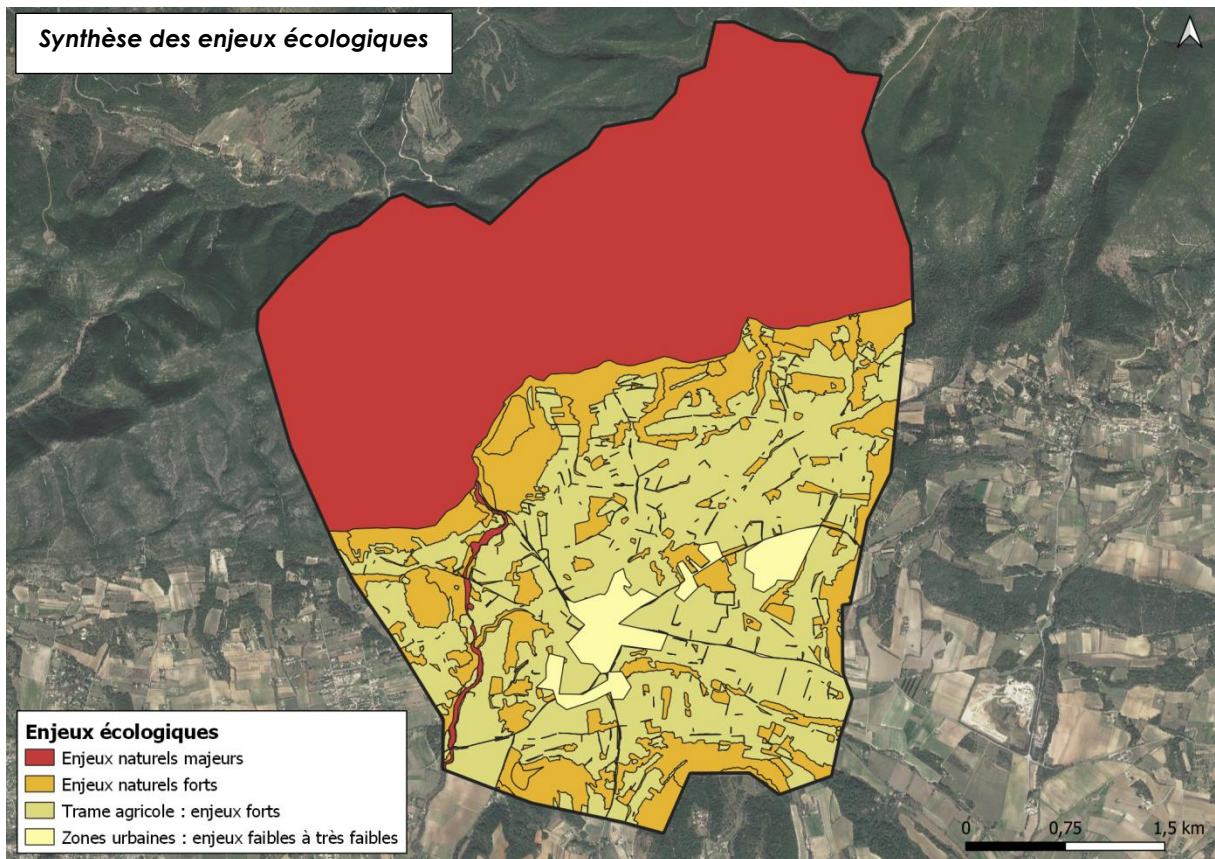 Synthèse des enjeux écologiques
Enjeux écologiques
Enjeux naturels majeurs
Enjeux naturels forts
Trame agricole : enjeux forts
Zones urbaines : enjeux faibles à très faibles
0 0,75 1,5 km